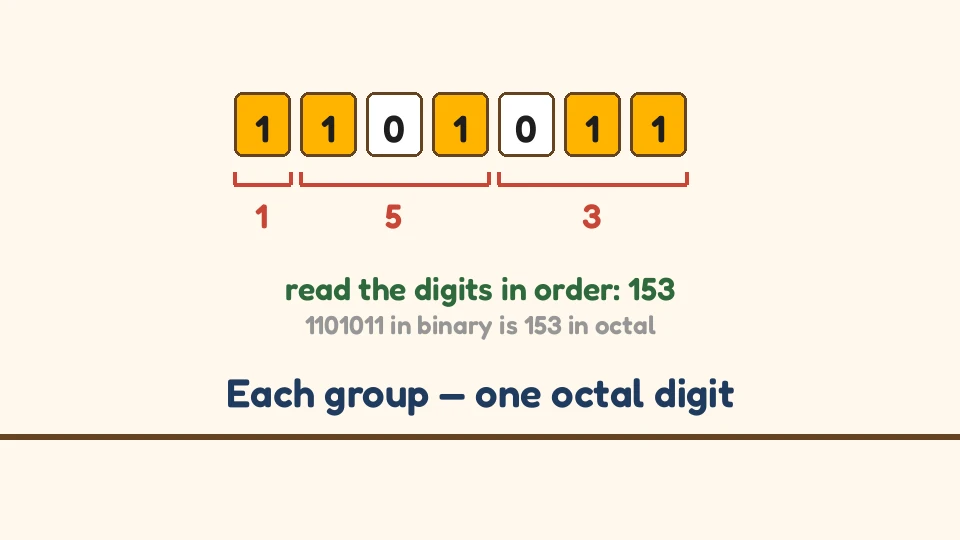 1 1 0 1 0 1 1
1 5 3
read the digits in order: 153
1101011 in binary is 153 in octal
Each group — one octal digit